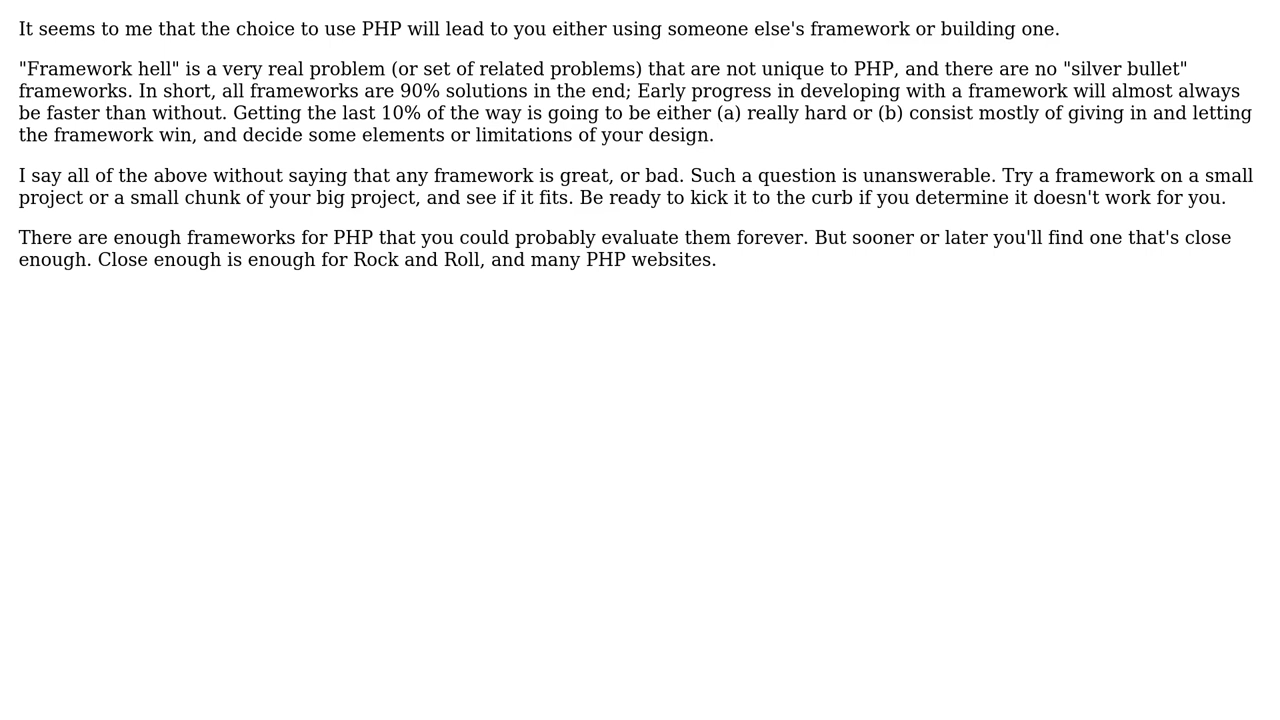 It seems to me that the choice to use PHP will lead to you either using someone else's framework or building one.
"Framework hell" is a very real problem (or set of related problems) that are not unique to PHP, and there are no "silver bullet"
frameworks. In short, all frameworks are 90% solutions in the end; Early progress in developing with a framework will almost always
be faster than without. Getting the last 10% of the way is going to be either (a) really hard or (b) consist mostly of giving in and letting
the framework win, and decide some elements or limitations of your design.
I say all of the above without saying that any framework is great, or bad. Such a question is unanswerable. Try a framework on a small
project or a small chunk of your big project, and see if it fits. Be ready to kick it to the curb if you determine it doesn't work for you.
There are enough frameworks for PHP that you could probably evaluate them forever. But sooner or later you'll find one that's close
enough. Close enough is enough for Rock and Roll, and many PHP websites.